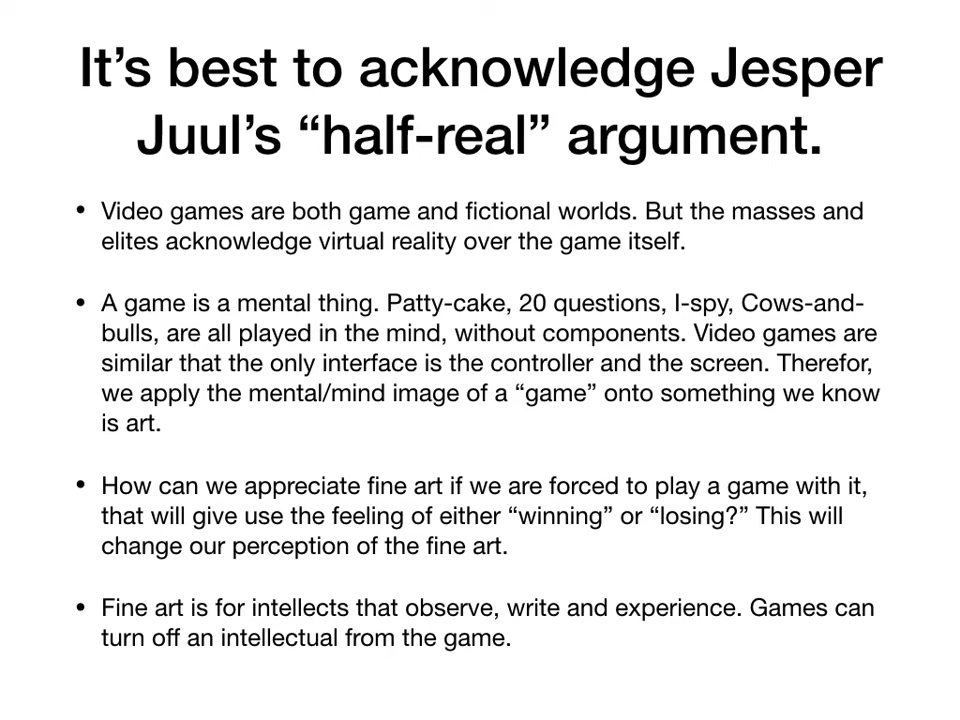 It’s best to acknowledge Jesper
Juul’s “half-real” argument.
• Video games are both game and fictional worlds. But the masses and
elites acknowledge virtual reality over the game itself.
• A game is a mental thing. Patty-cake, 20 questions, I-spy, Cows-and-
bulls, are all played in the mind, without components. Video games are
similar that the only interface is the controller and the screen. Therefor,
we apply the mental/mind image of a “game” onto something we know
is art.
• How can we appreciate fine art if we are forced to play a game with it,
that will give use the feeling of either “winning” or “losing?” This will
change our perception of the fine art.
• Fine art is for intellects that observe, write and experience. Games can
turn off an intellectual from the game.